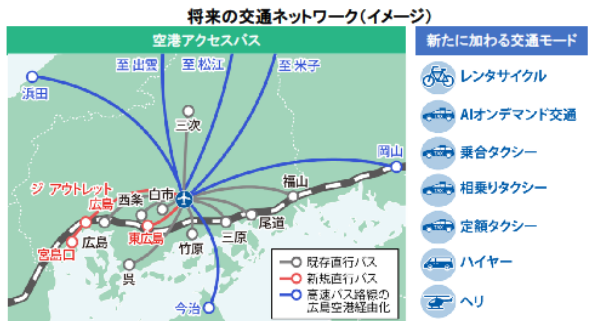 将来の交通ネットワーク(イメージ)
空港アクセスバス
新たに加わる交通モード
至出雲
至松江
至米子
浜田
三次
岡山
ジ アウトレット
広島
西条
白市
福山
宮島口
広島
東広島
竹原
三原
尾道
呉
今治
既存直行バス
新規直行バス
高速バス路線の
広島空港経由化
レンタサイクル
AIオンデマンド交通
乗合タクシー
相乗りタクシー
定額タクシー
ハイヤー
ヘリ